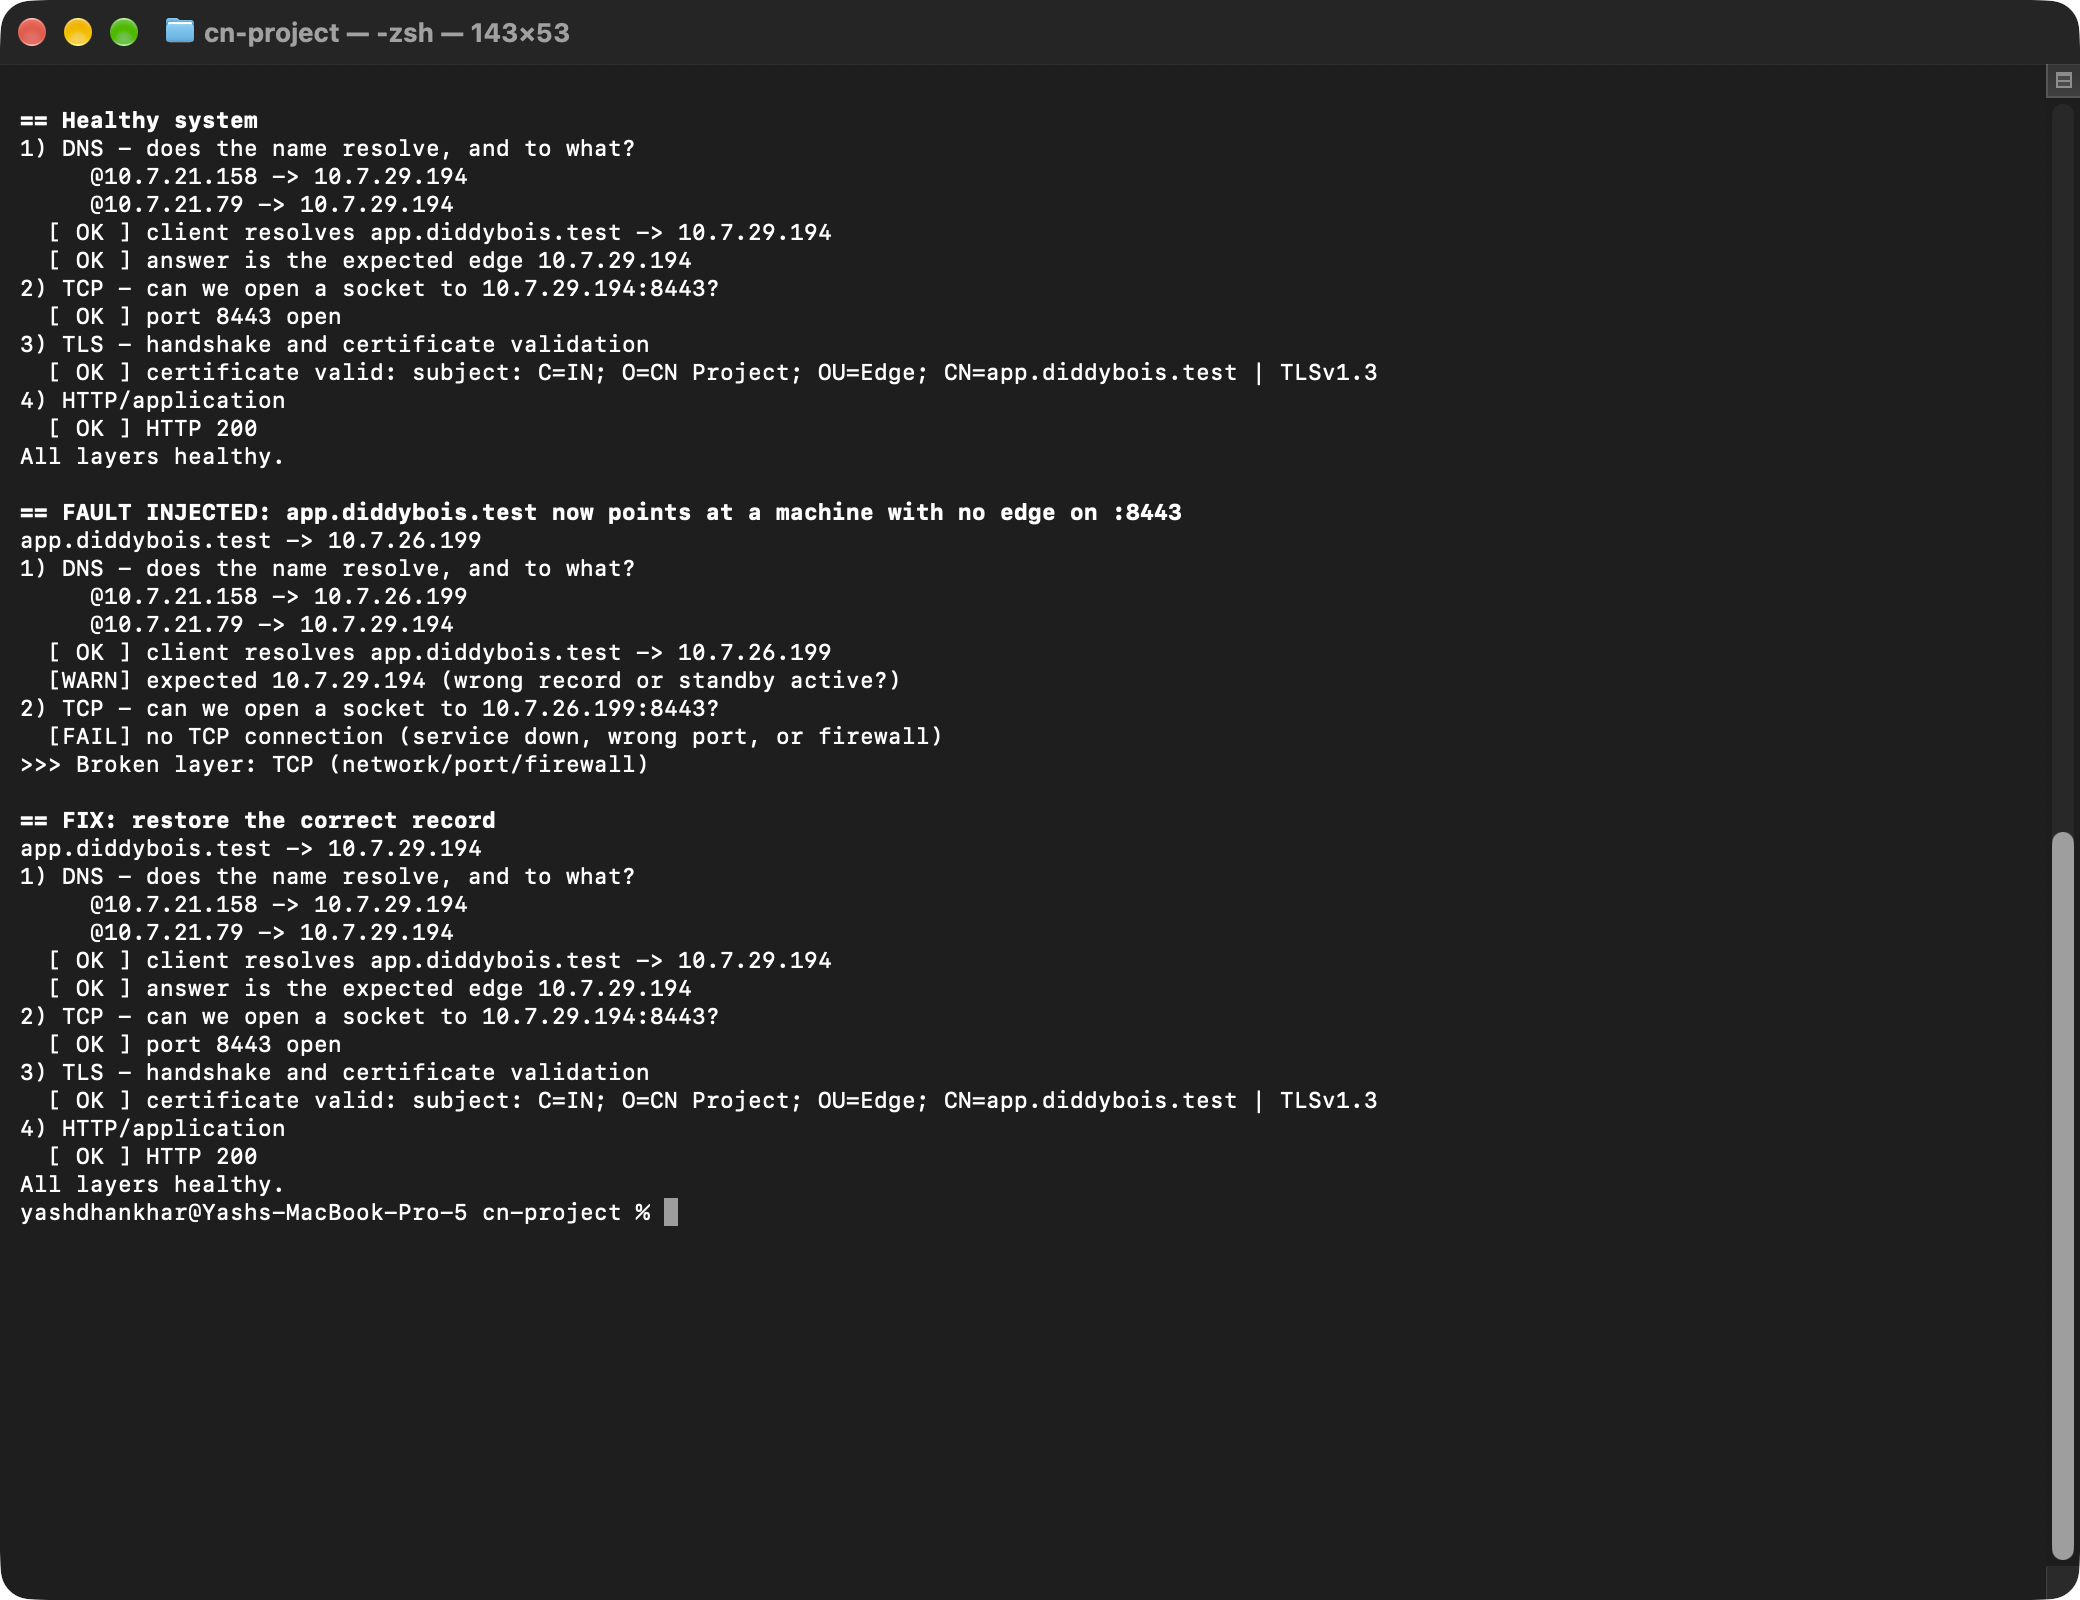 cn-project — -zsh — 143×53
== Healthy system
1) DNS – does the name resolve, and to what?
@10.7.21.158 –> 10.7.29.194
@10.7.21.79 –> 10.7.29.194
[ OK ] client resolves app.diddybois.test –> 10.7.29.194
[ OK ] answer is the expected edge 10.7.29.194
2) TCP – can we open a socket to 10.7.29.194:8443?
[ OK ] port 8443 open
3) TLS – handshake and certificate validation
[ OK ] certificate valid: subject: C=IN; O=CN Project; OU=Edge; CN=app.diddybois.test | TLSv1.3
4) HTTP/application
[ OK ] HTTP 200
All layers healthy.
== FAULT INJECTED: app.diddybois.test now points at a machine with no edge on :8443
app.diddybois.test –> 10.7.26.199
1) DNS – does the name resolve, and to what?
@10.7.21.158 –> 10.7.26.199
@10.7.21.79 –> 10.7.29.194
[ OK ] client resolves app.diddybois.test –> 10.7.26.199
[WARN] expected 10.7.29.194 (wrong record or standby active?)
2) TCP – can we open a socket to 10.7.26.199:8443?
[FAIL] no TCP connection (service down, wrong port, or firewall)
>>> Broken layer: TCP (network/port/firewall)
== FIX: restore the correct record
app.diddybois.test –> 10.7.29.194
1) DNS – does the name resolve, and to what?
@10.7.21.158 –> 10.7.29.194
@10.7.21.79 –> 10.7.29.194
[ OK ] client resolves app.diddybois.test –> 10.7.29.194
[ OK ] answer is the expected edge 10.7.29.194
2) TCP – can we open a socket to 10.7.29.194:8443?
[ OK ] port 8443 open
3) TLS – handshake and certificate validation
[ OK ] certificate valid: subject: C=IN; O=CN Project; OU=Edge; CN=app.diddybois.test | TLSv1.3
4) HTTP/application
[ OK ] HTTP 200
All layers healthy.
yashdhankhar@Yashs–MacBook–Pro–5 cn–project %